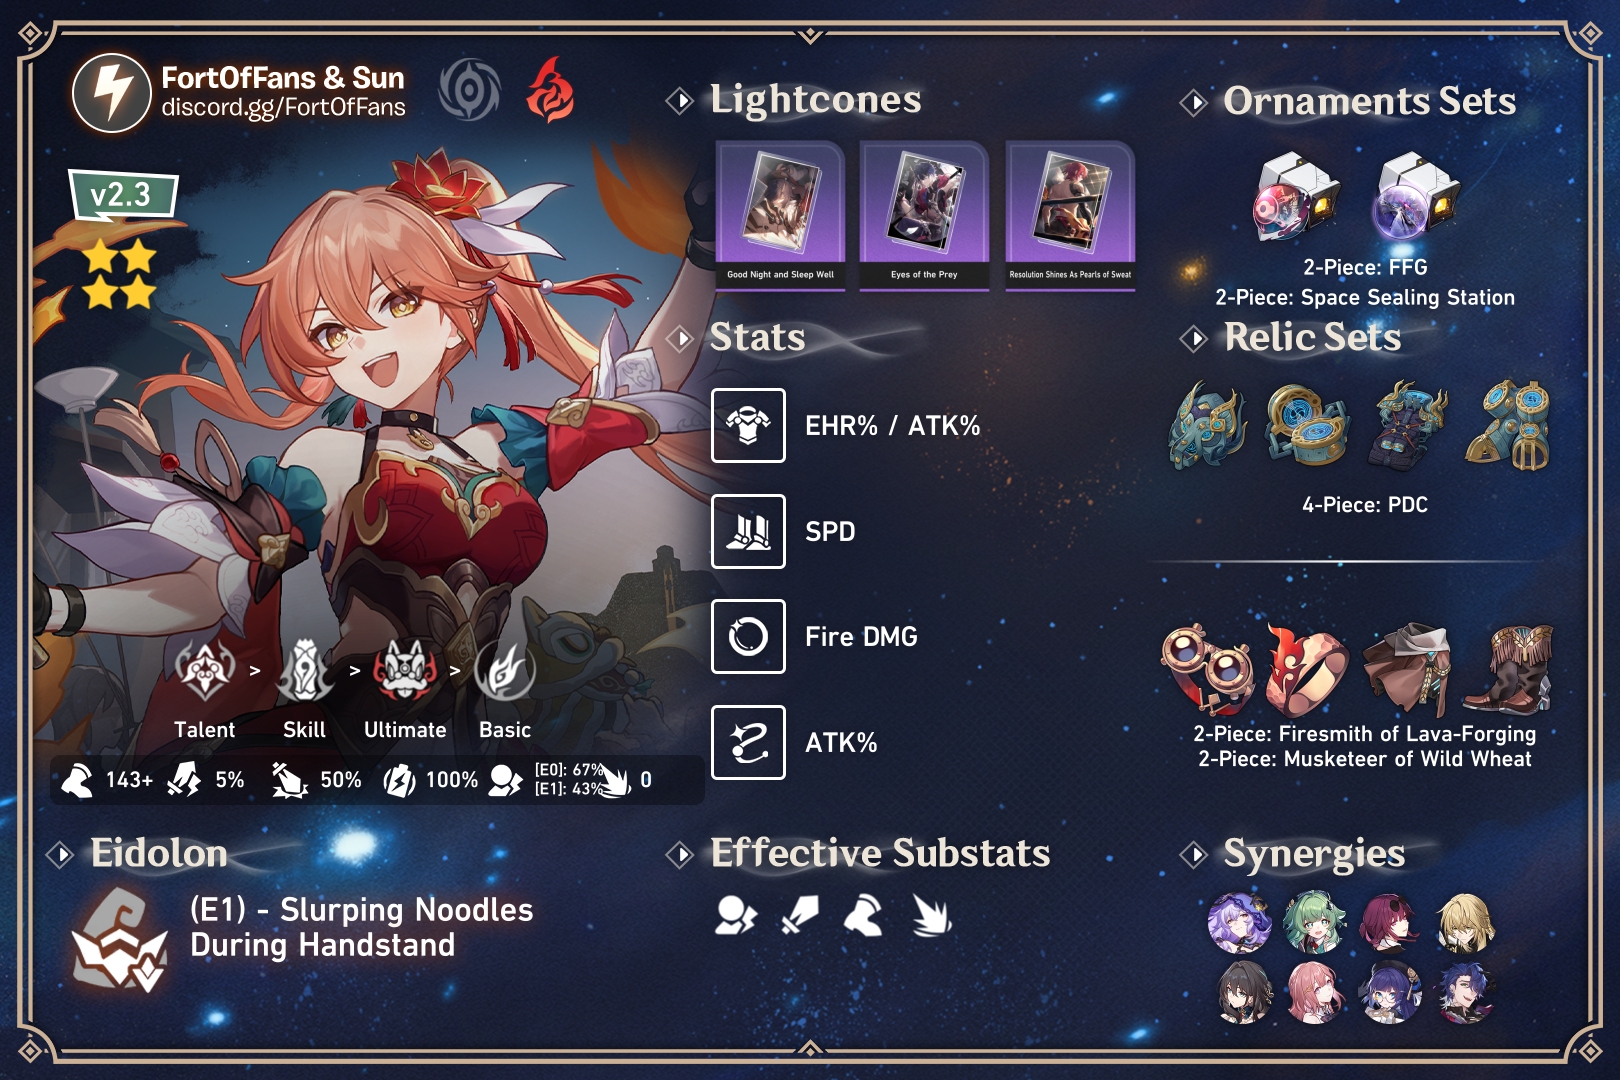 FortOfFans & Sun
discord.gg/FortOfFans
v2.3
Talent > Skill > Ultimate > Basic
143+ 5% 50% 100% [E0]: 67% 0
[E1]: 43%
Eidolon
(E1) - Slurping Noodles
During Handstand
Lightcones
Good Night and Sleep Well
Eyes of the Prey
Resolution Shines As Pearls of Sweat
Stats
EHR% / ATK%
SPD
Fire DMG
ATK%
Effective Substats
Ornaments Sets
2-Piece: FFG
2-Piece: Space Sealing Station
Relic Sets
4-Piece: PDC
2-Piece: Firesmith of Lava-Forging
2-Piece: Musketeer of Wild Wheat
Synergies